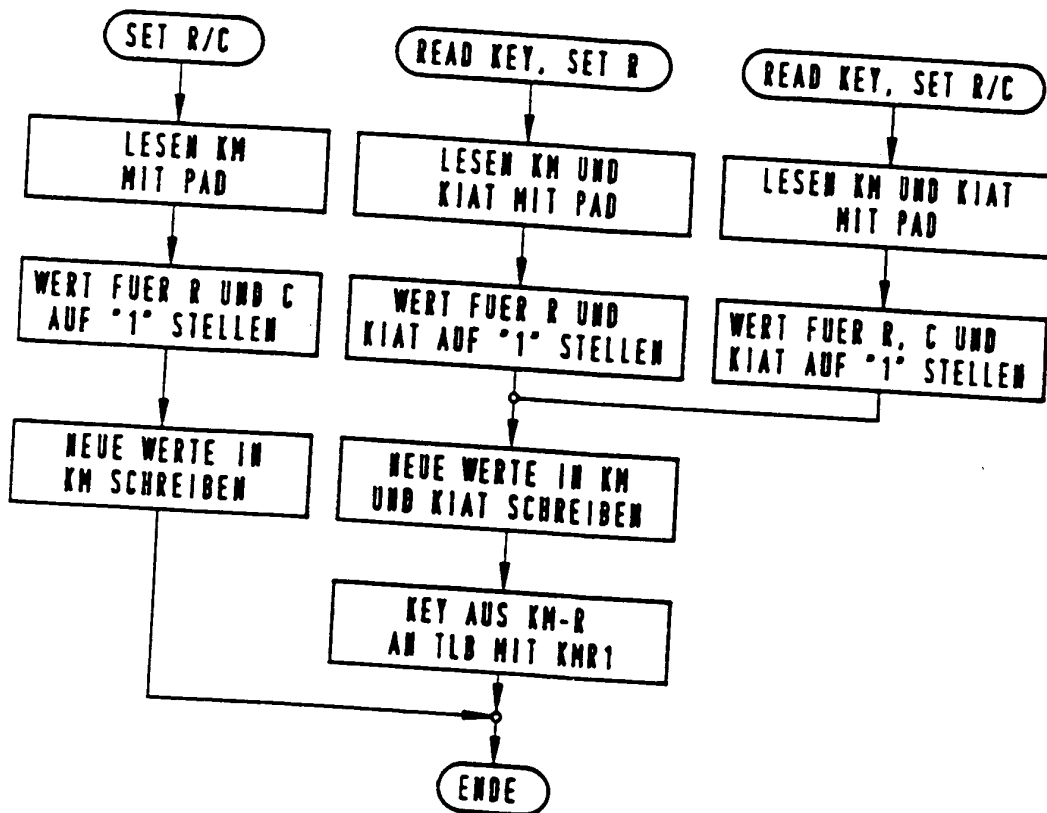 SET R/C
LESEN KM
MIT PAD
WERT FUER R UND C
AUF "1" STELLEN
NEUE WERTE IN
KM SCHREIBEN
READ KEY, SET R
LESEN KM UND
KIAT MIT PAD
WERT FUER R UND
KIAT AUF "1" STELLEN
NEUE WERTE IN KM
UND KIAT SCHREIBEN
KEY AUS KM-R
AN TLB MIT KMR1
READ KEY, SET R/C
LESEN KM UND KIAT
MIT PAD
WERT FUER R, C UND
KIAT AUF "1" STELLEN
ENDE